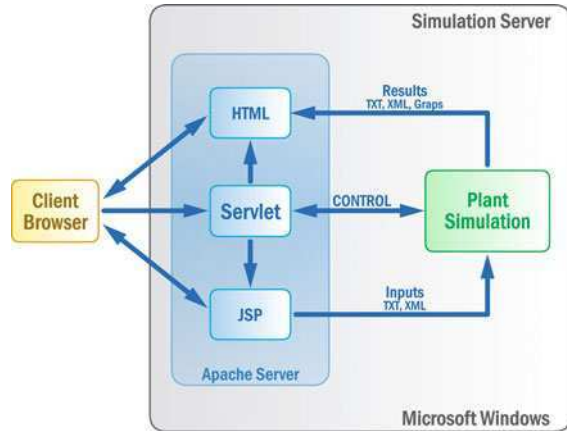 Simulation Server
Results
TXT, XML, Graps
HTML
Client
Browser
Servlet
CONTROL
Plant
Simulation
Inputs
TXT, XML
JSP
Apache Server
Microsoft Windows